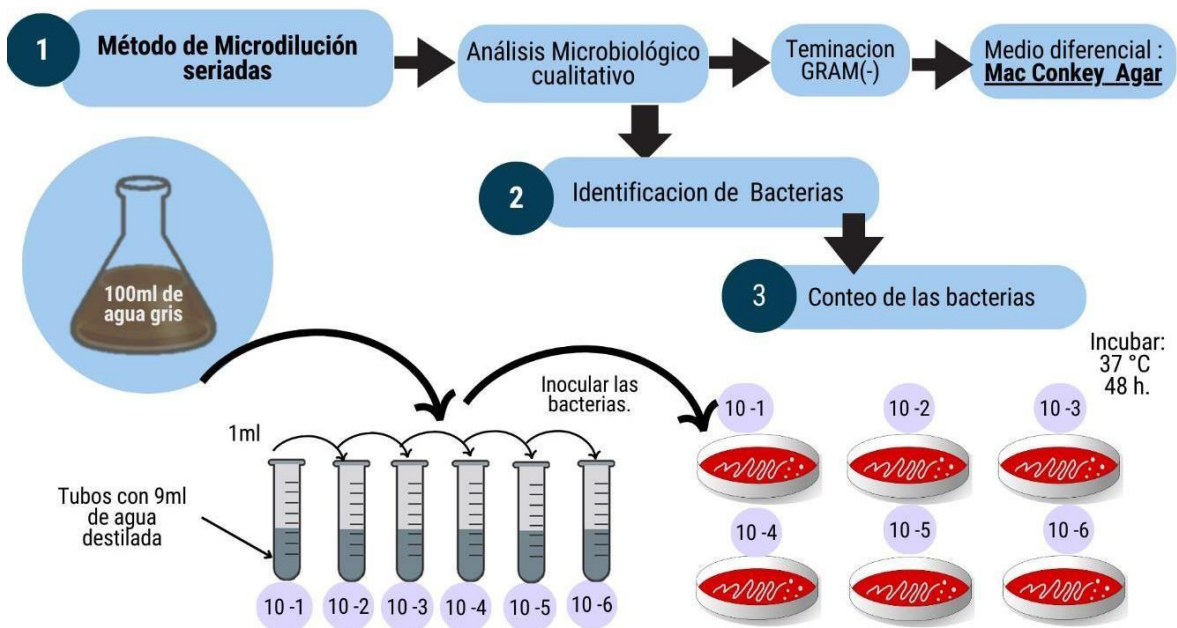 1
Método de Microdilución
seriadas
Análisis Microbiológico
cualitativo
Teminacion
GRAM(-)
Medio diferencial :
Mac Conkey Agar
2
Identificacion de Bacterias
3
Conteo de las bacterias
100ml de
agua gris
Incubar:
37 °C
48 h.
Inocular las
bacterias.
1ml
Tubos con 9ml
de agua
destilada
10 -1
10 -2
10 -3
10 -4
10 -5
10 -6
10 -1
10 -2
10 -3
10 -4
10 -5
10 -6